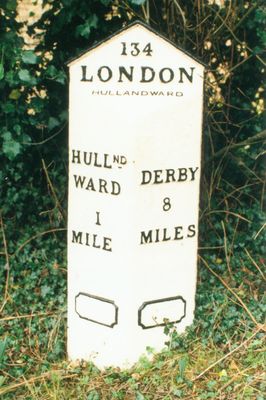 134
LONDON
HULLANDWARD
HULLND
WARD
1
MILE
DERBY
8
MILES